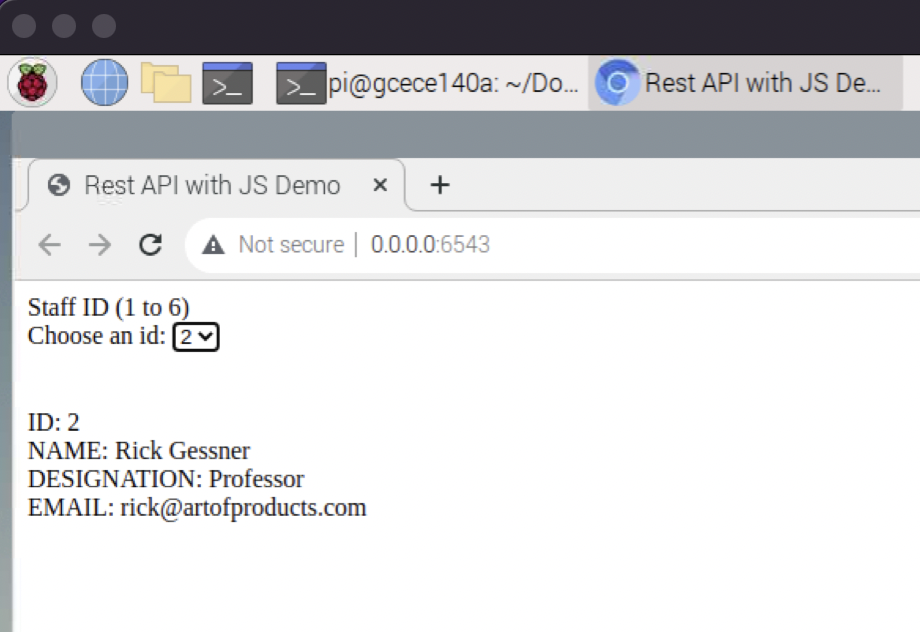 pi@gcece140a: ~/Do...
Rest API with JS De...
Rest API with JS Demo
Not secure | 0.0.0.0:6543
Staff ID (1 to 6)
Choose an id: 2
ID: 2
NAME: Rick Gessner
DESIGNATION: Professor
EMAIL: rick@artofproducts.com